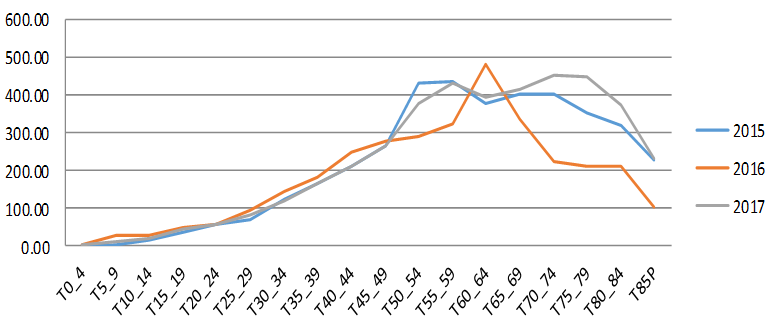 600.00
500.00
400.00
300.00
200.00
100.00
0.00
T0_4
T5_9
T10_14
T15_19
T20_24
T25_29
T30_34
T35_39
T40_44
T45_49
T50_54
T55_59
T60_64
T65_69
T70_74
T75_79
T80_84
T85P
2015
2016
2017